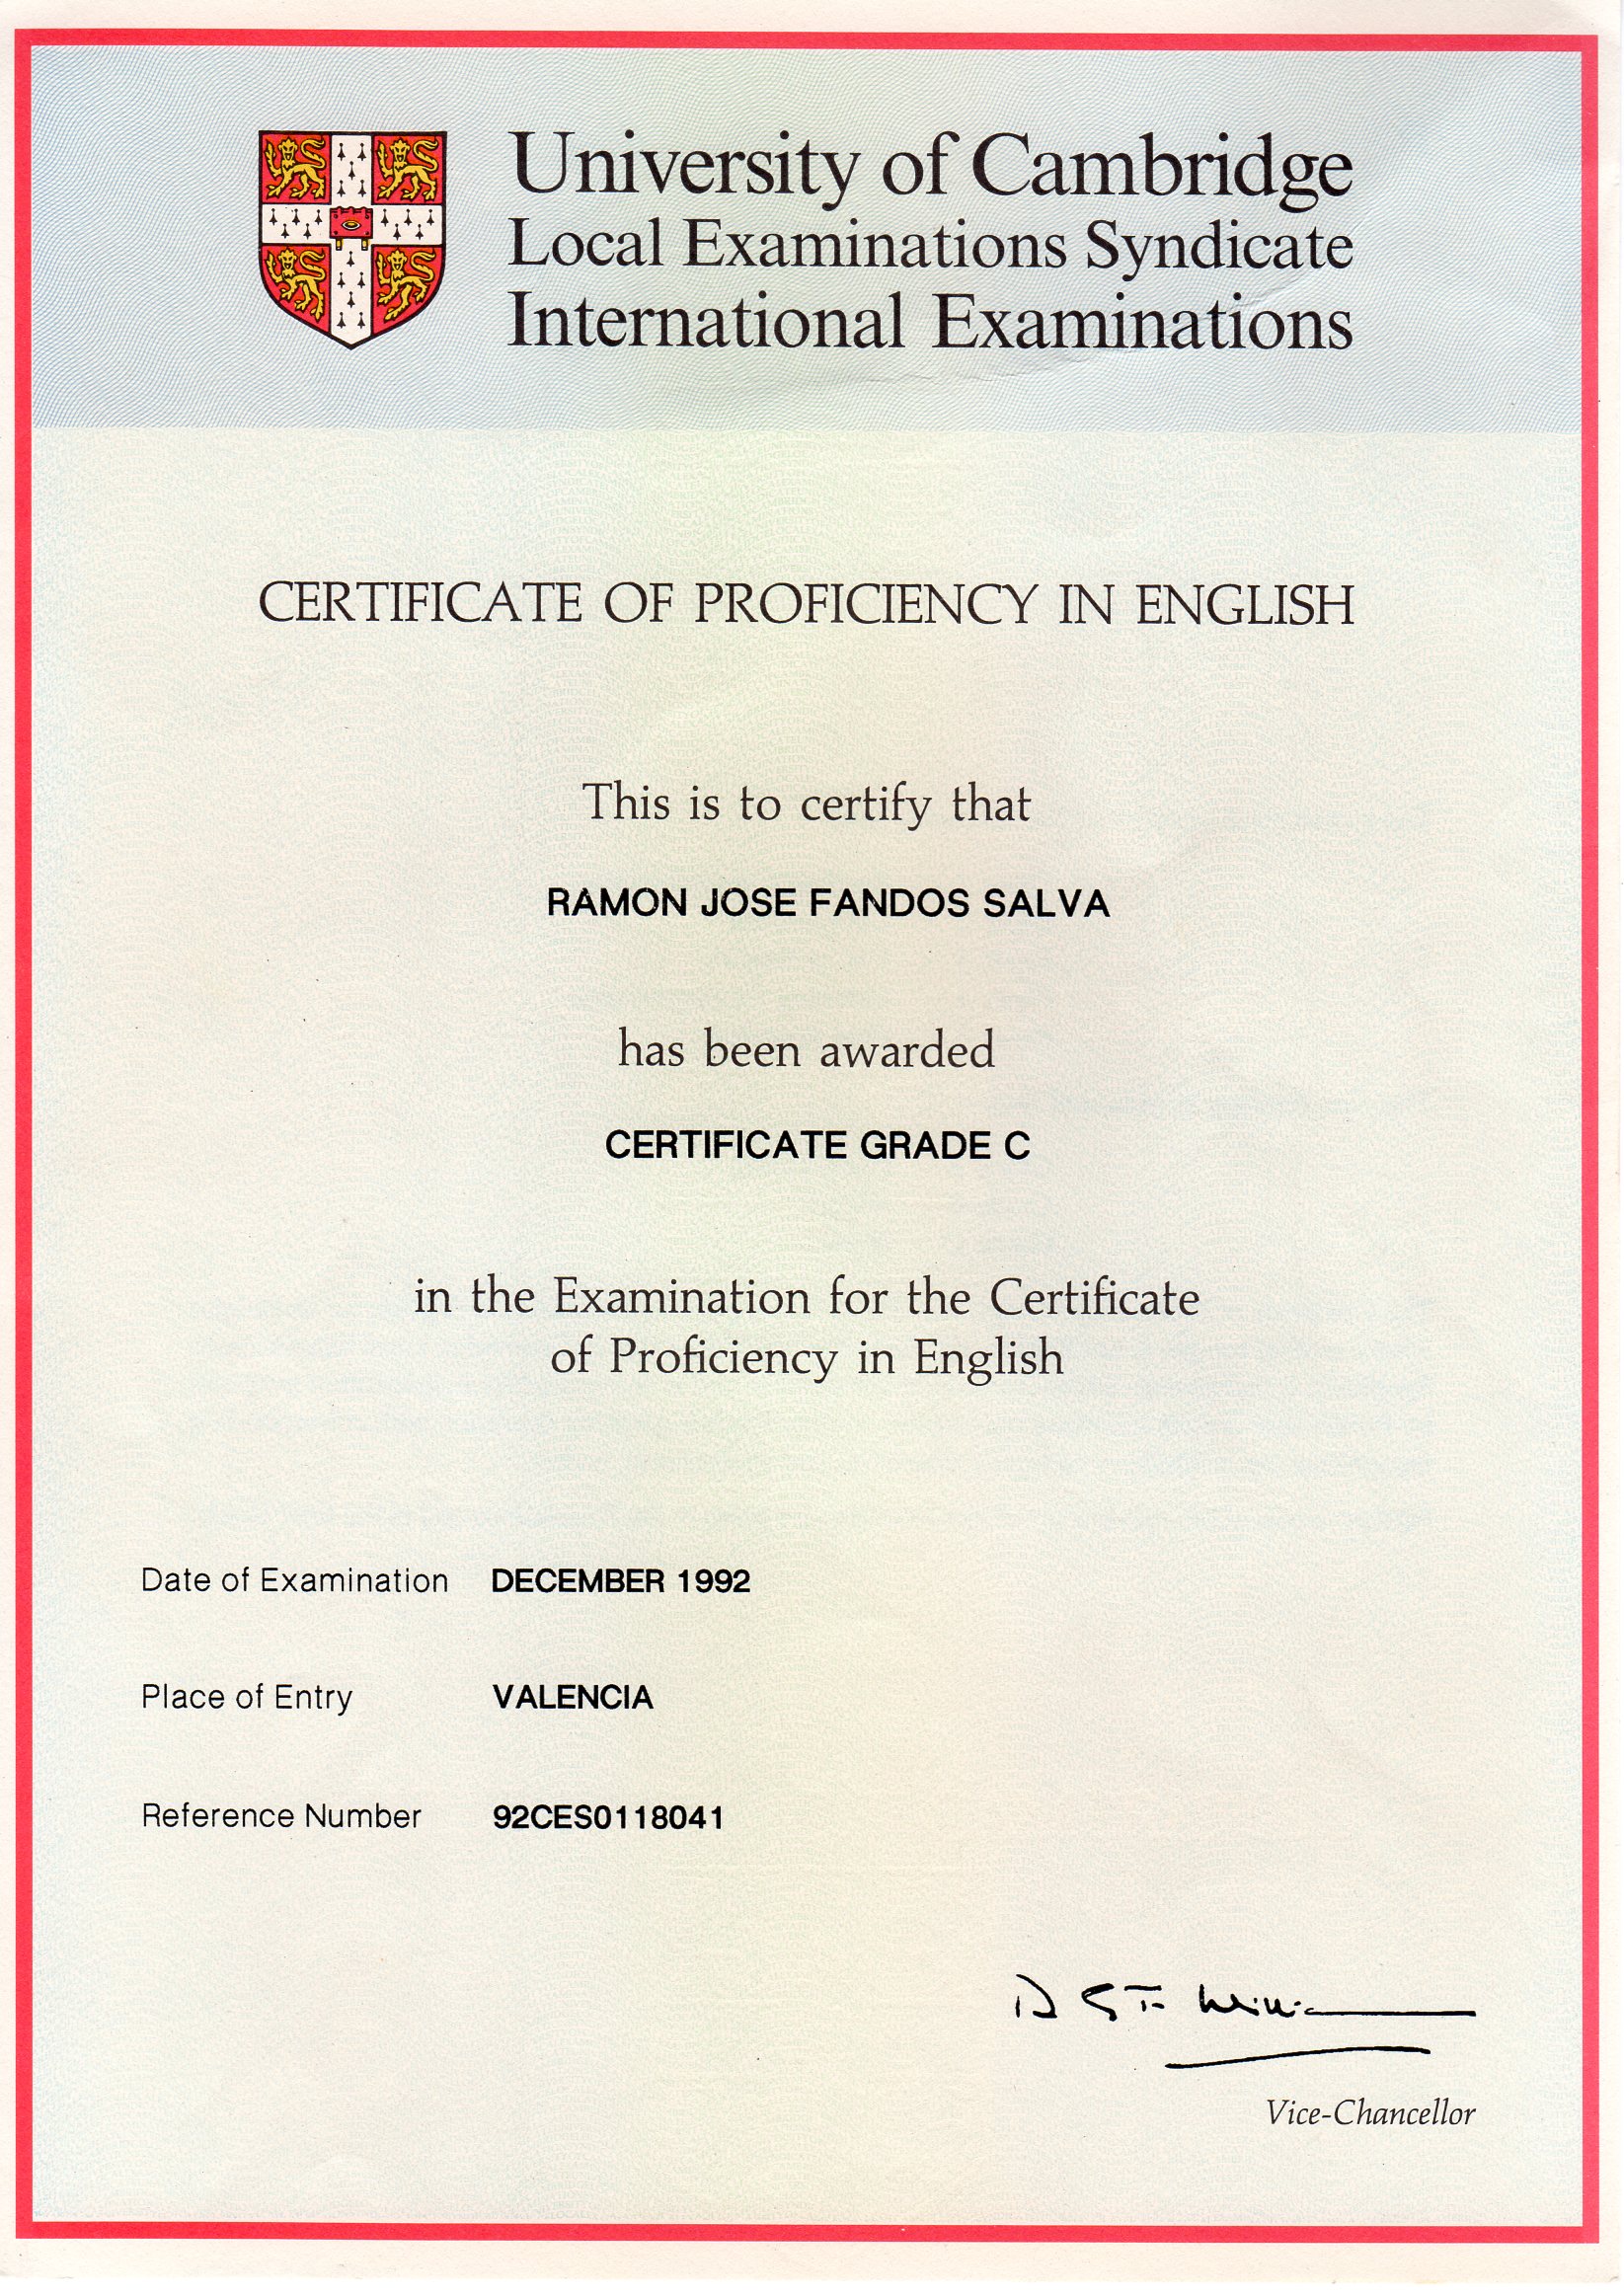 University of Cambridge
Local Examinations Syndicate
International Examinations
CERTIFICATE OF PROFICIENCY IN ENGLISH
This is to certify that
RAMON JOSE FANDOS SALVA
has been awarded
CERTIFICATE GRADE C
in the Examination for the Certificate
of Proficiency in English
Date of Examination DECEMBER 1992
Place of Entry VALENCIA
Reference Number 92CES0118041
Vice-Chancellor